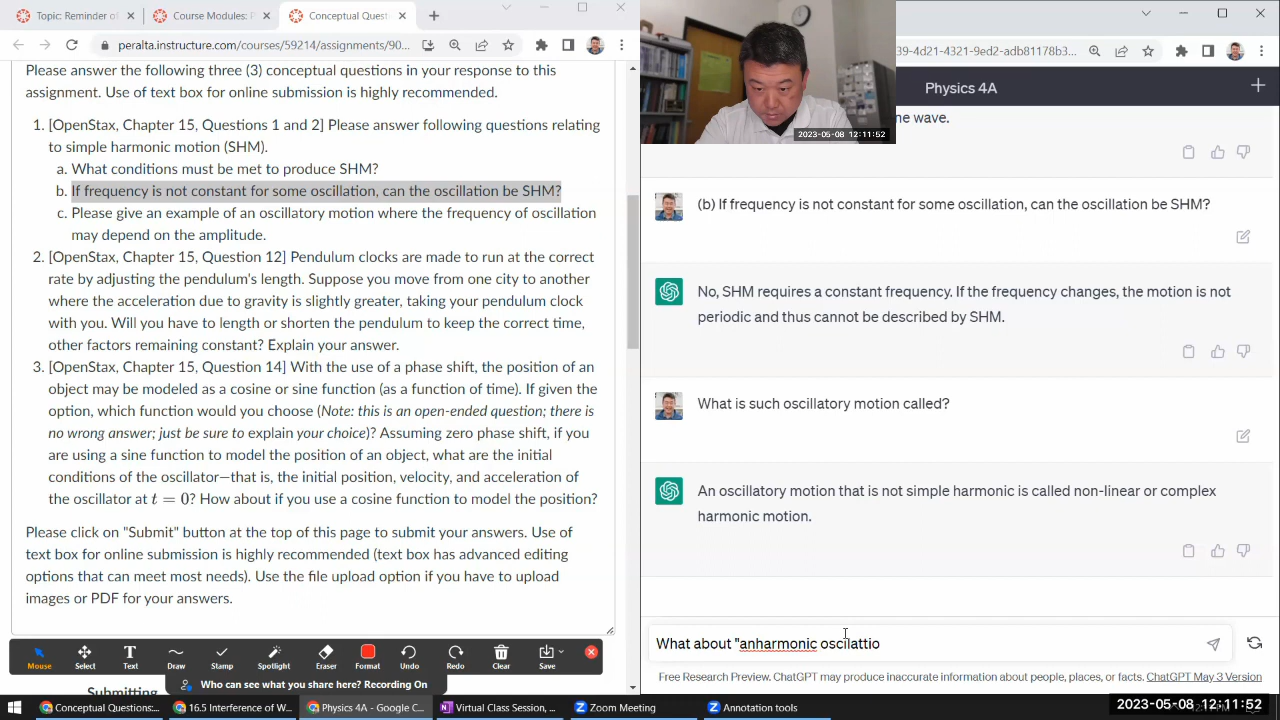 Topic: Reminder of
Course Modules: P
Conceptual Ques
peralta.instructure.com/courses/59214/assignments/90...
39-4d21-4321-9ed2-adb81178b3...
Please answer the following three (3) conceptual questions in your response to this
assignment. Use of text box for online submission is highly recommended.
1. [OpenStax, Chapter 15, Questions 1 and 2] Please answer following questions relating
to simple harmonic motion (SHM).
a. What conditions must be met to produce SHM?
b. If frequency is not constant for some oscillation, can the oscillation be SHM?
c. Please give an example of an oscillatory motion where the frequency of oscillation
may depend on the amplitude.
2. [OpenStax, Chapter 15, Question 12] Pendulum clocks are made to run at the correct
rate by adjusting the pendulum's length. Suppose you move from one city to another
where the acceleration due to gravity is slightly greater, taking your pendulum clock
with you. Will you have to length or shorten the pendulum to keep the correct time,
other factors remaining constant? Explain your answer.
3. [OpenStax, Chapter 15, Question 14] With the use of a phase shift, the position of an
object may be modeled as a cosine or sine function (as a function of time). If given the
option, which function would you choose (Note: this is an open-ended question; there is
no wrong answer; just be sure to explain your choice)? Assuming zero phase shift, if you
are using a sine function to model the position of an object, what are the initial
conditions of the oscillator—that is, the initial position, velocity, and acceleration of
the oscillator at t = 0? How about if you use a cosine function to model the position?
Please click on "Submit" button at the top of this page to submit your answers. Use of
text box for online submission is highly recommended (text box has advanced editing
options that can meet most needs). Use the file upload option if you have to upload
images or PDF for your answers.
Mouse Select Text Draw Stamp Spotlight Eraser Format Undo Redo Clear Save
Who can see what you share here? Recording On
Submitting
2023-05-08 12:11:52
Physics 4A
ne wave.
(b) If frequency is not constant for some oscillation, can the oscillation be SHM?
No, SHM requires a constant frequency. If the frequency changes, the motion is not
periodic and thus cannot be described by SHM.
What is such oscillatory motion called?
An oscillatory motion that is not simple harmonic is called non-linear or complex
harmonic motion.
What about "anharmonic oscilattio
Free Research Preview. ChatGPT may produce inaccurate information about people, places, or facts. ChatGPT May 3 Version
Conceptual Questions:...
16.5 Interference of W...
Physics 4A - Google C...
Virtual Class Session, ...
Zoom Meeting
Annotation tools
2023-05-08 12:11:52